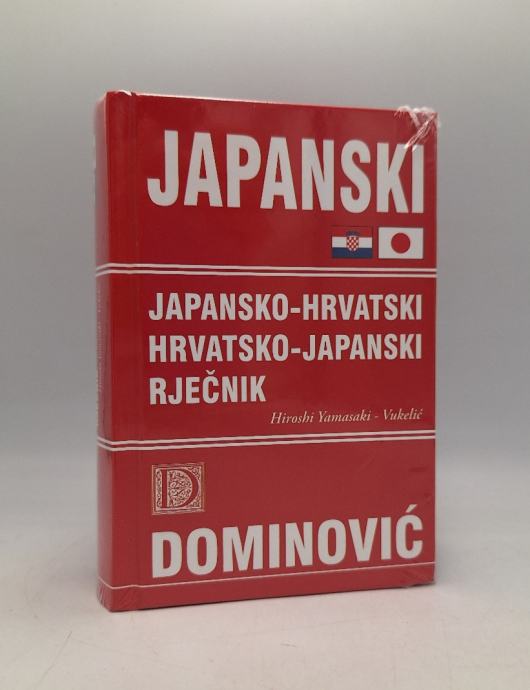 JAPANSKI
JAPANSKO-HRVATSKI
HRVATSKO-JAPANSKI
RJEČNIK
Hiroshi Yamasaki - Vukelić
D
DOMINOVIĆ